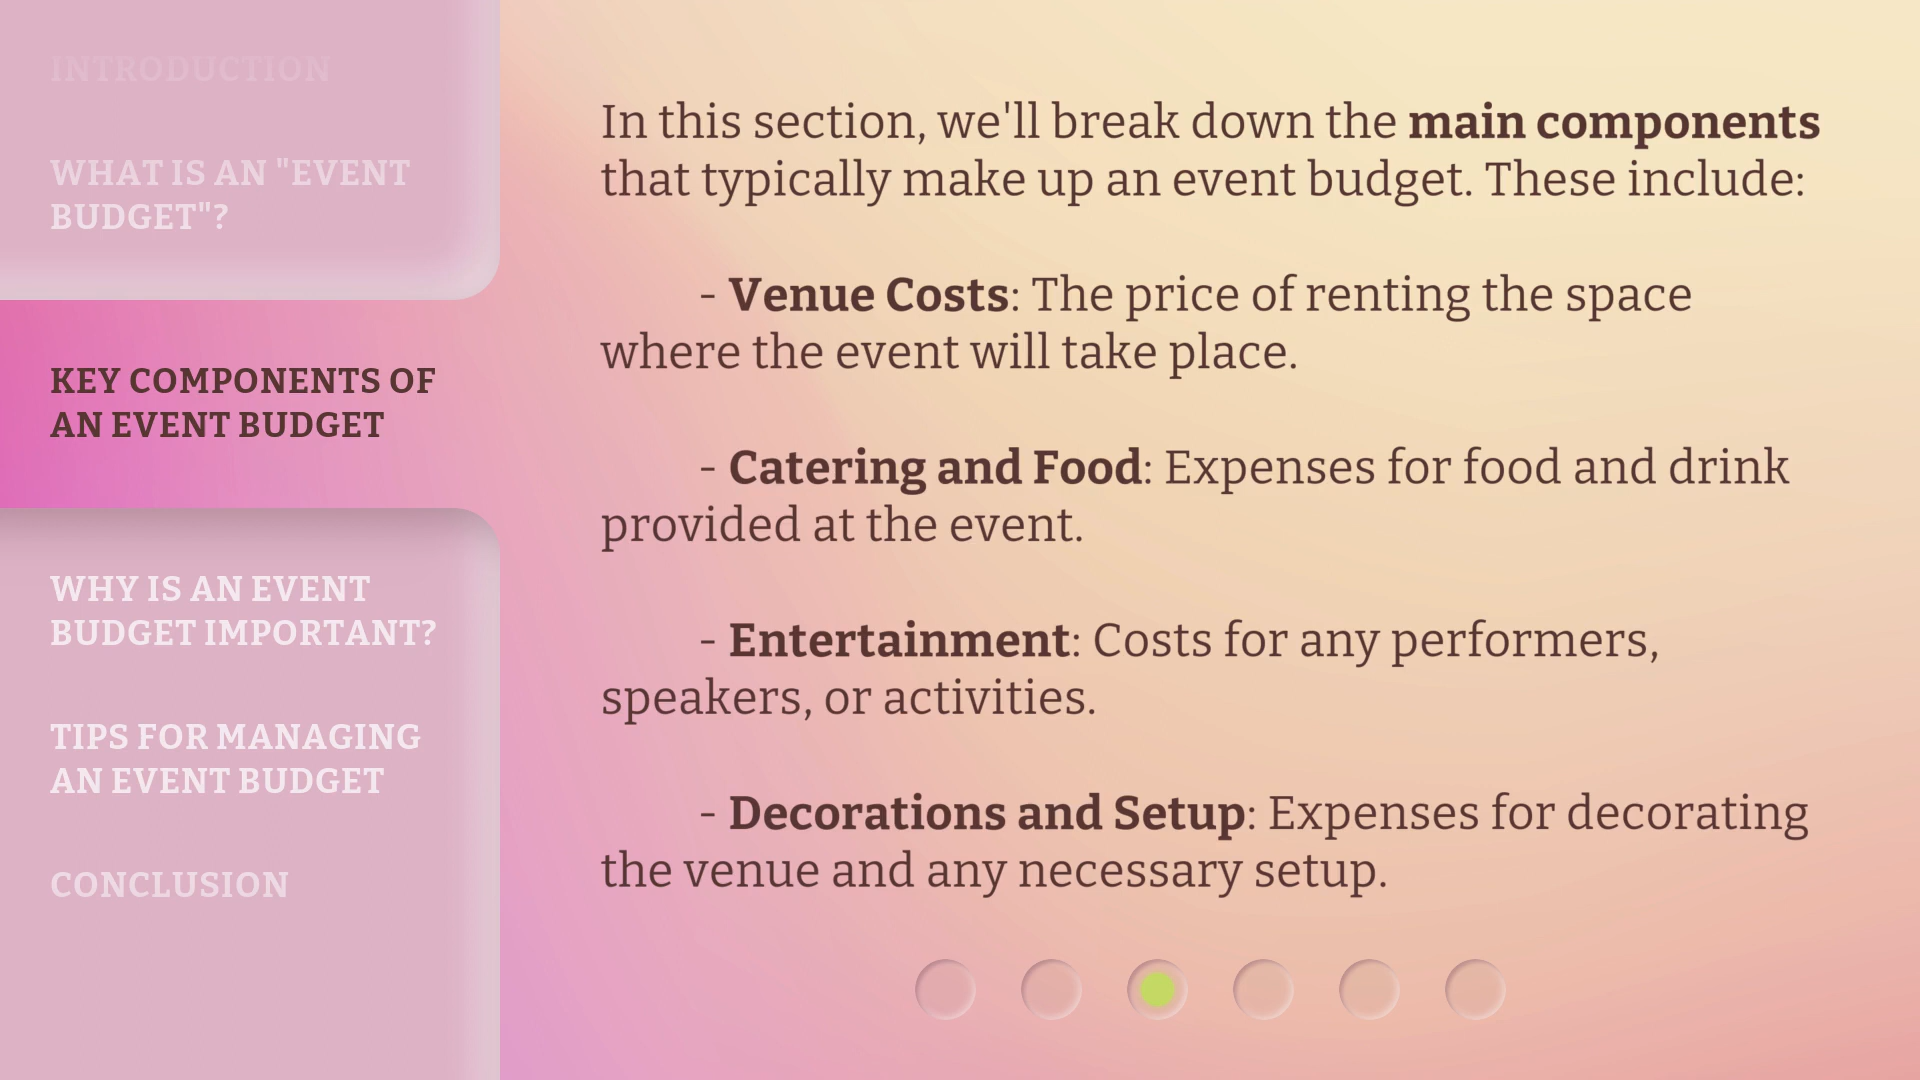 INTRODUCTION
WHAT IS AN "EVENT
BUDGET"?
KEY COMPONENTS OF
AN EVENT BUDGET
WHY IS AN EVENT
BUDGET IMPORTANT?
TIPS FOR MANAGING
AN EVENT BUDGET
CONCLUSION
In this section, we'll break down the main components
that typically make up an event budget. These include:
- Venue Costs: The price of renting the space
where the event will take place.
- Catering and Food: Expenses for food and drink
provided at the event.
- Entertainment: Costs for any performers,
speakers, or activities.
- Decorations and Setup: Expenses for decorating
the venue and any necessary setup.